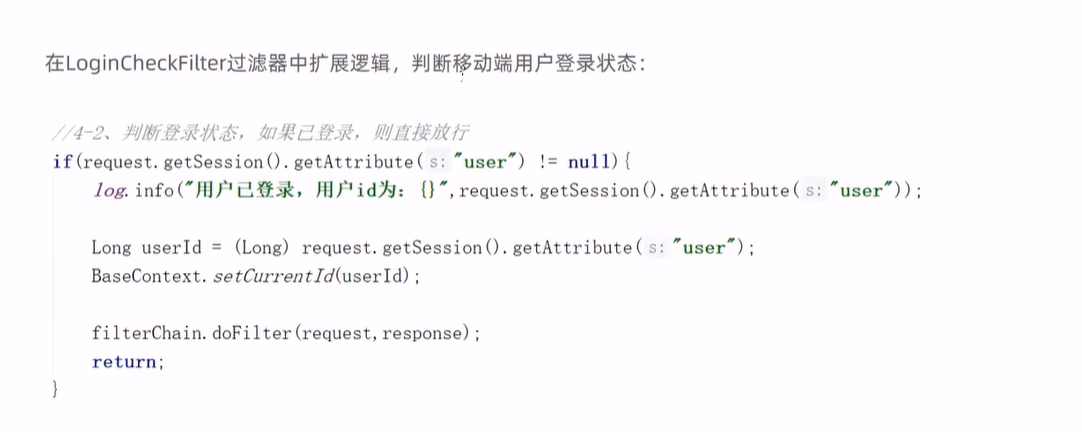 在LoginCheckFilter过滤器中扩展逻辑，判断移动端用户登录状态：
//4-2、判断登录状态，如果已登录，则直接放行
if(request.getSession().getAttribute( s: "user") != null){
log.info("用户已登录，用户id为：{}",request.getSession().getAttribute( s: "user"));
Long userId = (Long) request.getSession().getAttribute( s: "user");
BaseContext.setCurrentId(userId);
filterChain.doFilter(request,response);
return;
}